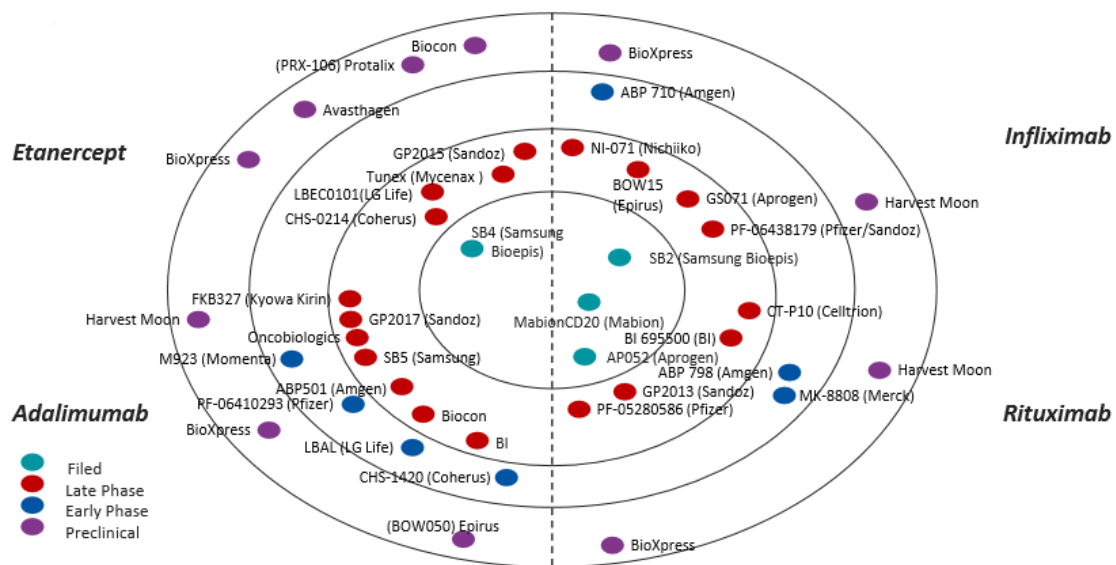 Biocon
(PRX-106) Protalix
Avasthagen
BioXpress
Etanercept
GP2015 (Sandoz)
Tunex (Mycenax )
LBEC0101(LG Life)
CHS-0214 (Coherus)
SB4 (Samsung
Bioepis)
BioXpress
ABP 710 (Amgen)
Infliximab
NI-071 (Nichiiko)
BOW15
(Epirus)
GS071 (Aprogen)
Harvest Moon
PF-06438179 (Pfizer/Sandoz)
SB2 (Samsung Bioepis)
FKB327 (Kyowa Kirin)
Harvest Moon
GP2017 (Sandoz)
Oncobiologics
M923 (Momenta)
SB5 (Samsung)
ABP501 (Amgen)
PF-06410293 (Pfizer)
Adalimumab
Biocon
BioXpress
BI
LBAL (LG Life)
CHS-1420 (Coherus)
(BOW050) Epirus
MabionCD20 (Mabion)
CT-P10 (Celltrion)
BI 695500 (BI)
AP052 (Aprogen)
ABP 798 (Amgen)
Harvest Moon
GP2013 (Sandoz)
MK-8808 (Merck)
PF-05280586 (Pfizer)
Rituximab
BioXpress
Filed
Late Phase
Early Phase
Preclinical